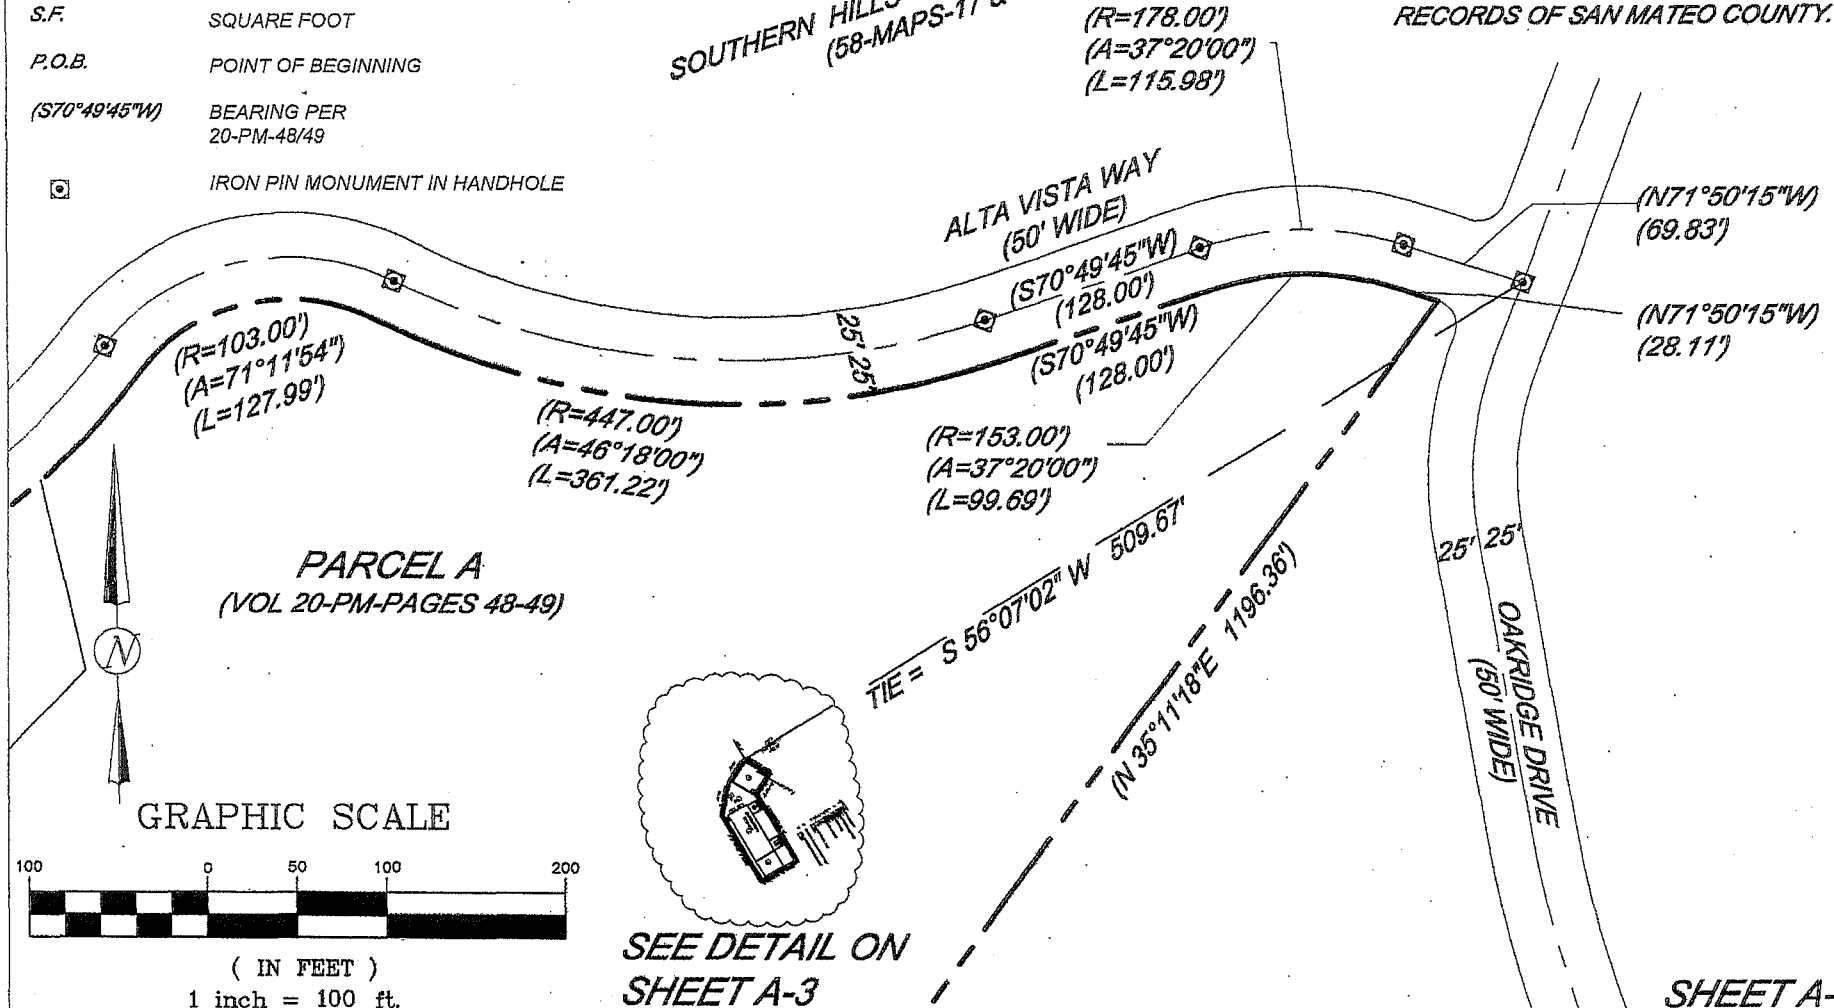 S.F.
SQUARE FOOT
P.O.B.
POINT OF BEGINNING
(S70°49'45"W)
BEARING PER
20-PM-48/49
IRON PIN MONUMENT IN HANDHOLE
SOUTHERN HILLS
(58-MAPS-17 &
(R=178.00')
(A=37°20'00")
(L=115.98')
RECORDS OF SAN MATEO COUNTY.
ALTA VISTA WAY
(50' WIDE)
(S70°49'45"W)
(128.00')
(S70°49'45"W)
(128.00')
(N71°50'15"W)
(69.83')
(N71°50'15"W)
(28.11')
25' 25'
(R=103.00')
(A=71°11'54")
(L=127.99')
(R=447.00')
(A=46°18'00")
(L=361.22')
(R=153.00')
(A=37°20'00")
(L=99.69')
PARCEL A
(VOL 20-PM-PAGES 48-49)
N
TIE = S 56°07'02" W 509.67'
(N 35°11'18"E 1196.36')
25' 25'
OAKRIDGE DRIVE
(50' WIDE)
GRAPHIC SCALE
100 0 50 100 200
( IN FEET )
1 inch = 100 ft.
SEE DETAIL ON
SHEET A-3
SHEET A-